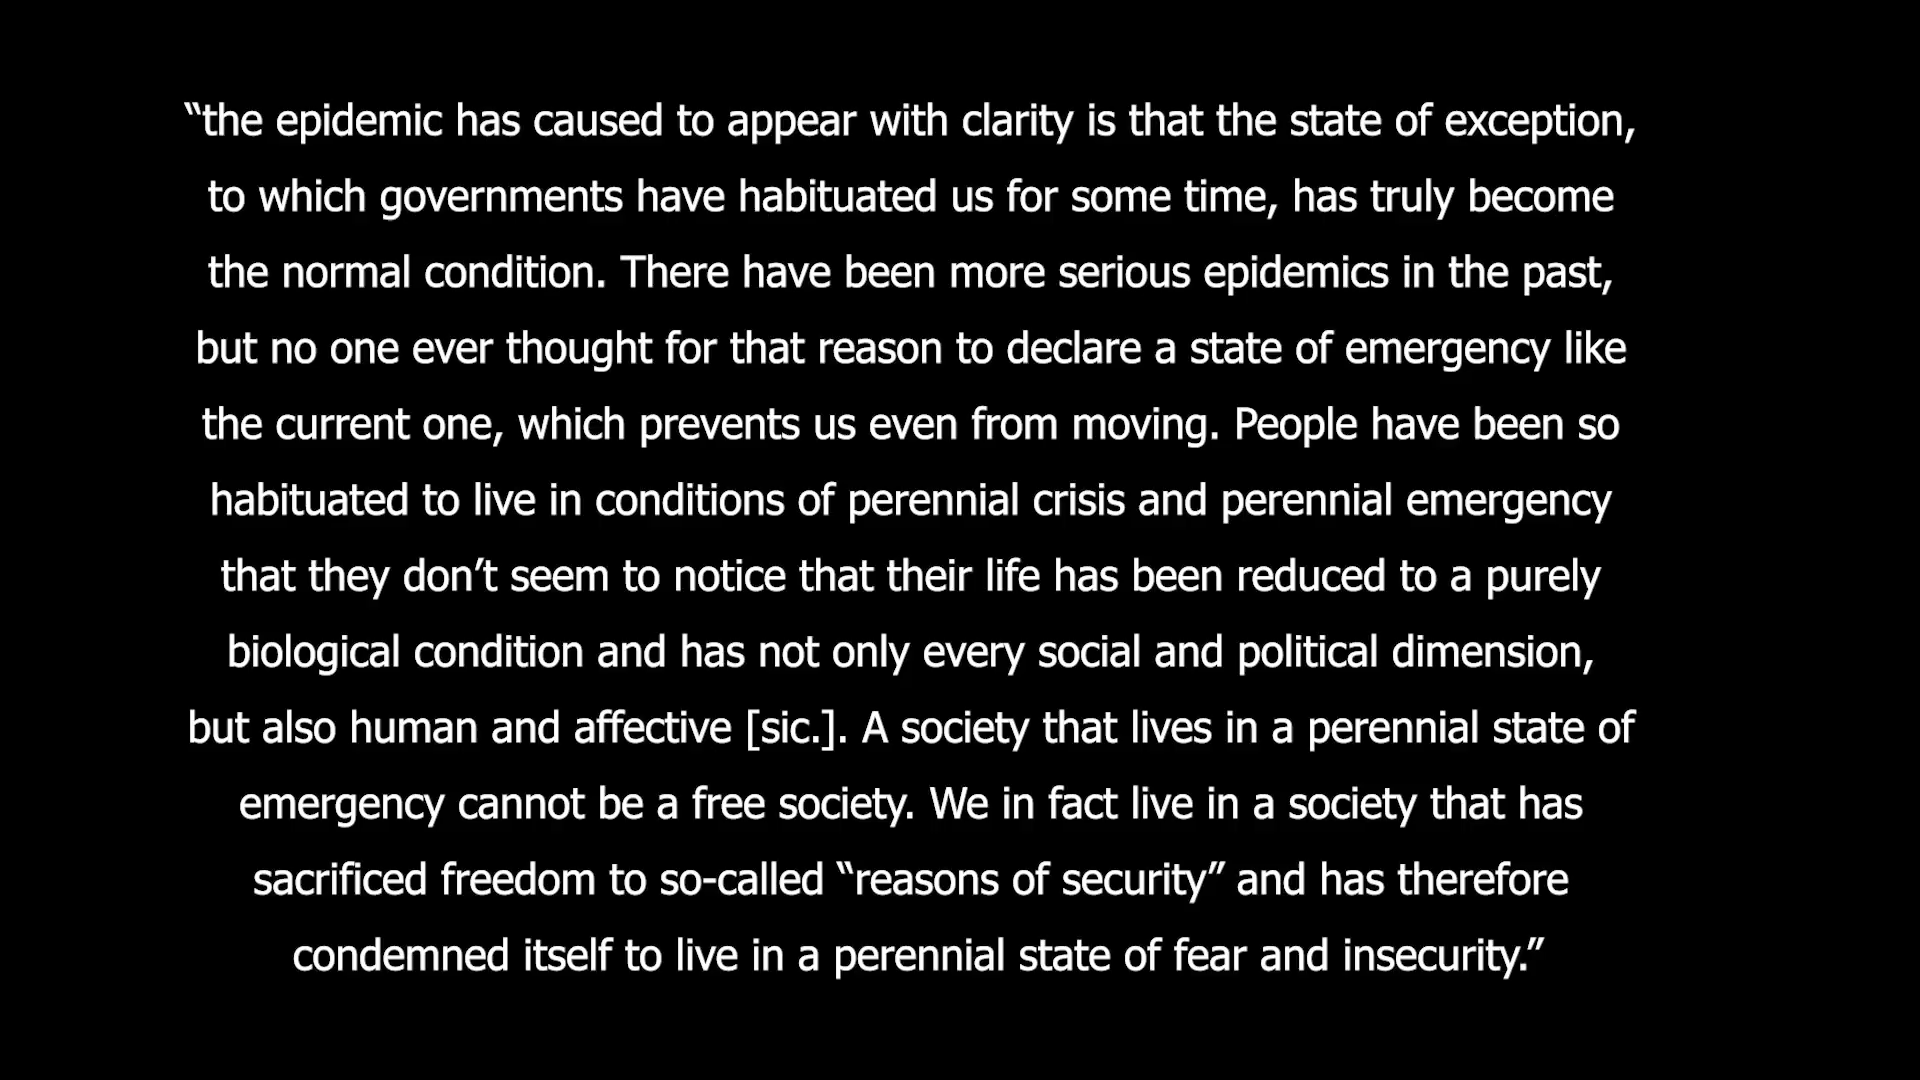 “the epidemic has caused to appear with clarity is that the state of exception,
to which governments have habituated us for some time, has truly become
the normal condition. There have been more serious epidemics in the past,
but no one ever thought for that reason to declare a state of emergency like
the current one, which prevents us even from moving. People have been so
habituated to live in conditions of perennial crisis and perennial emergency
that they don’t seem to notice that their life has been reduced to a purely
biological condition and has not only every social and political dimension,
but also human and affective [sic.]. A society that lives in a perennial state of
emergency cannot be a free society. We in fact live in a society that has
sacrificed freedom to so-called “reasons of security” and has therefore
condemned itself to live in a perennial state of fear and insecurity.”